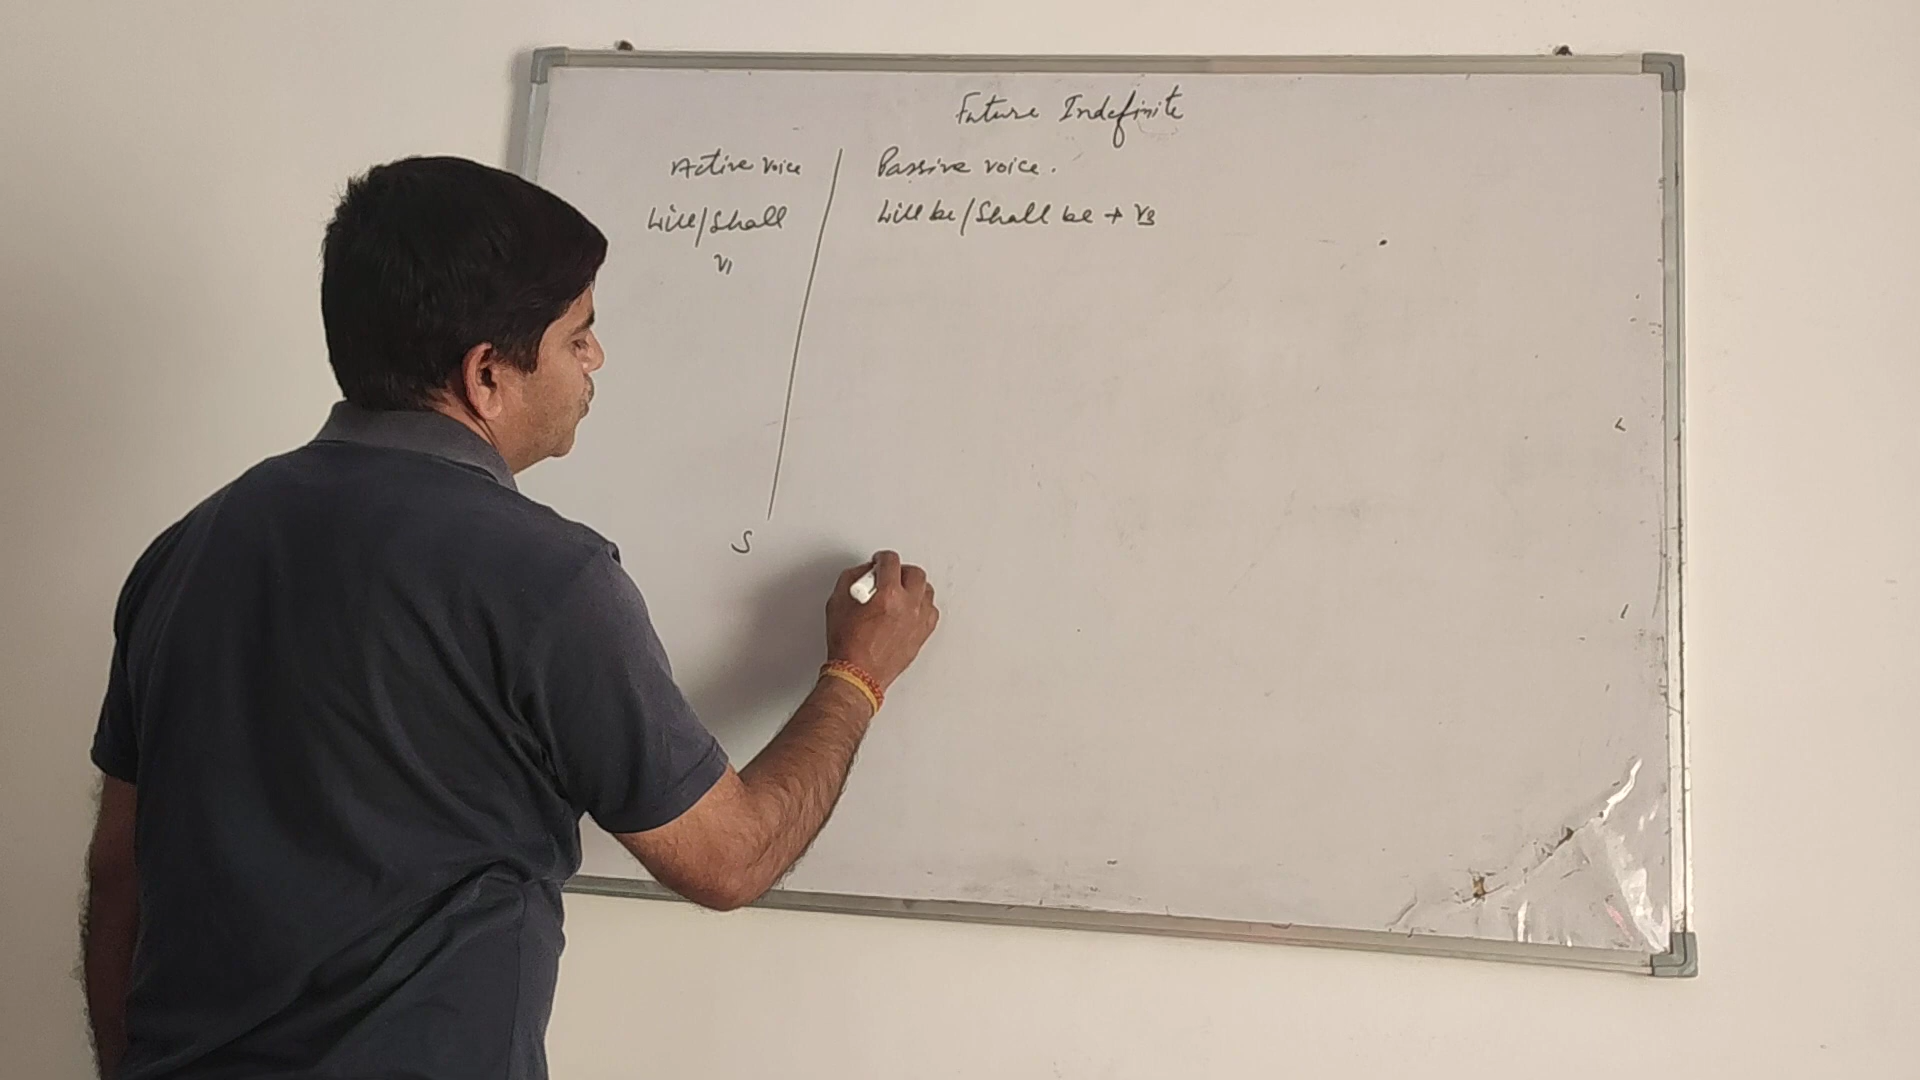 Future Indefinite
Active voice
Passive voice.
Will/Shall
Will be/Shall be + V3
V1
S